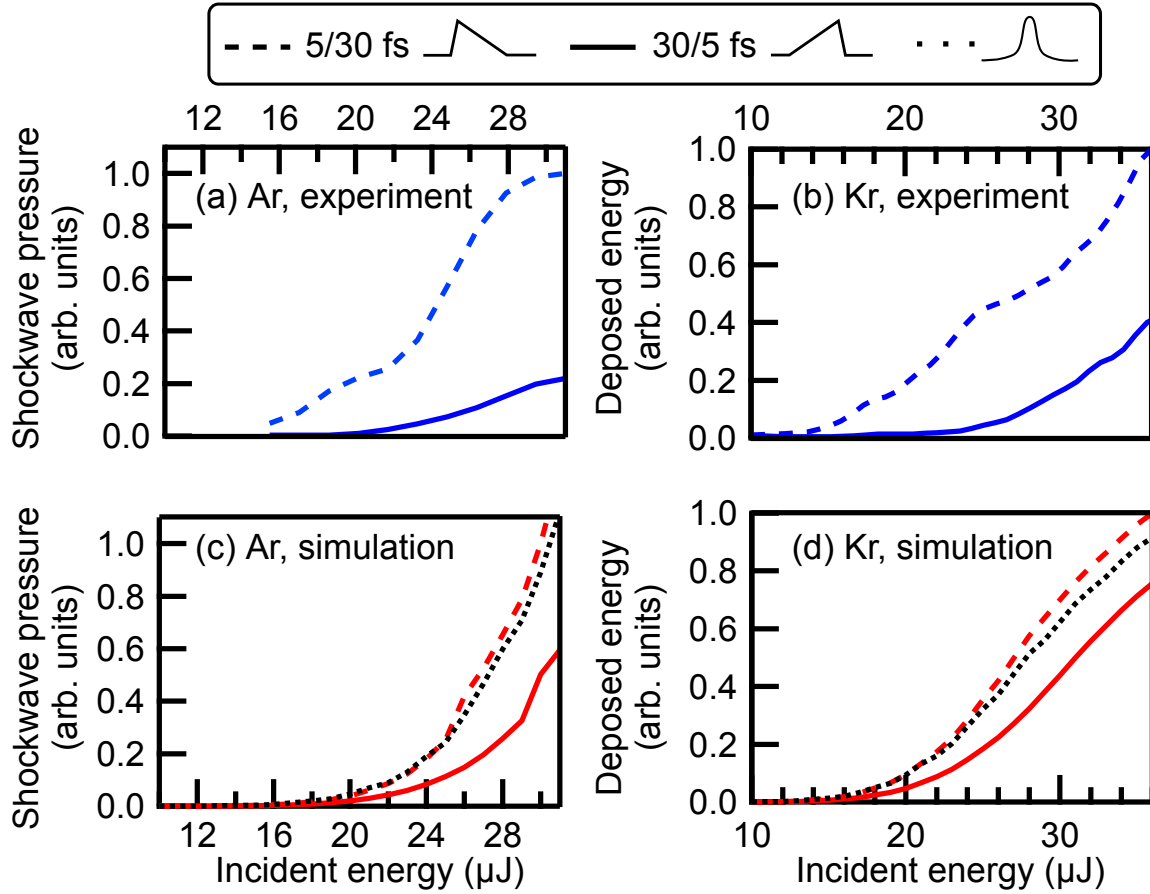 5/30 fs 30/5 fs . . .
12 16 20 24 28
10 20 30
Shockwave pressure
(arb. units)
1.0
0.8
0.6
0.4
0.2
0.0
(a) Ar, experiment
Deposed energy
(arb. units)
1.0
0.8
0.6
0.4
0.2
0.0
(b) Kr, experiment
Shockwave pressure
(arb. units)
1.0
0.8
0.6
0.4
0.2
0.0
(c) Ar, simulation
12 16 20 24 28
Incident energy (µJ)
Deposed energy
(arb. units)
1.0
0.8
0.6
0.4
0.2
0.0
(d) Kr, simulation
10 20 30
Incident energy (µJ)